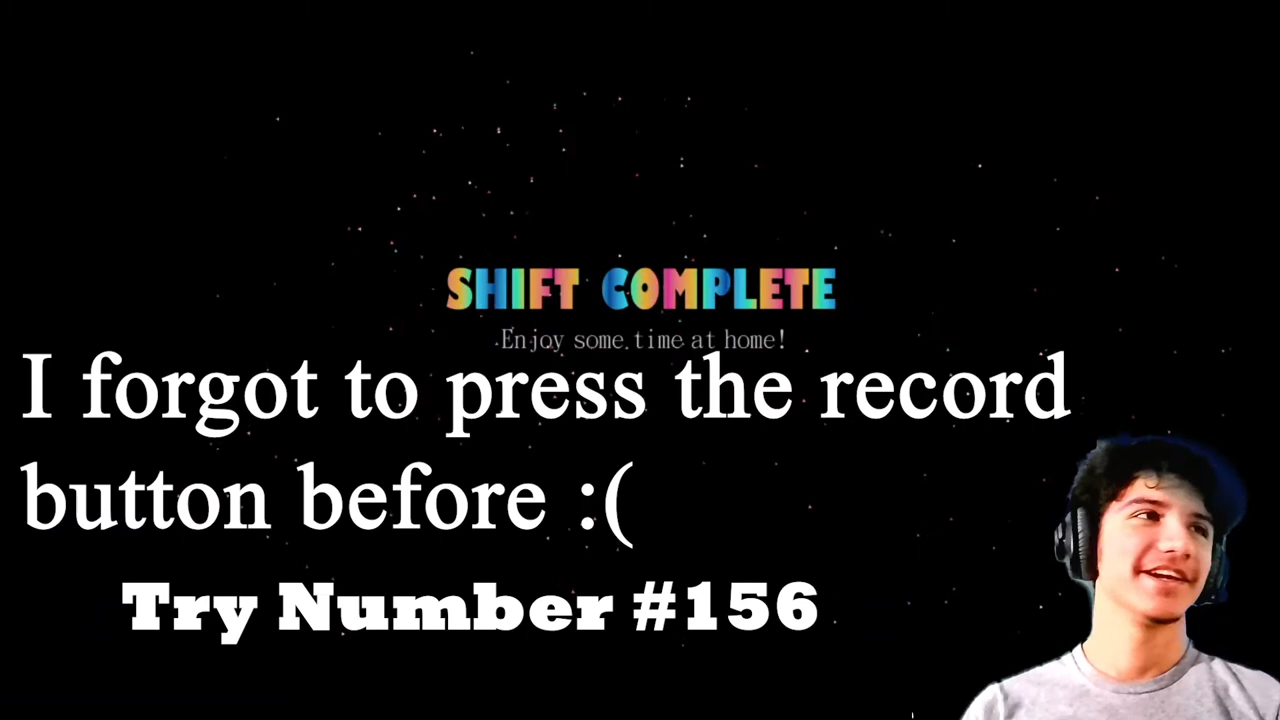 SHIFT COMPLETE
Enjoy some time at home!
I forgot to press the record
button before :(
Try Number #156